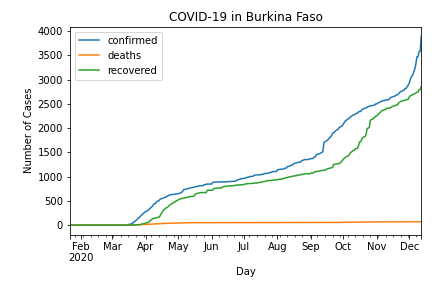 COVID-19 in Burkina Faso
confirmed
deaths
recovered
Number of Cases
4000
3500
3000
2500
2000
1500
1000
500
0
Feb Mar Apr May Jun Jul Aug Sep Oct Nov Dec
2020
Day